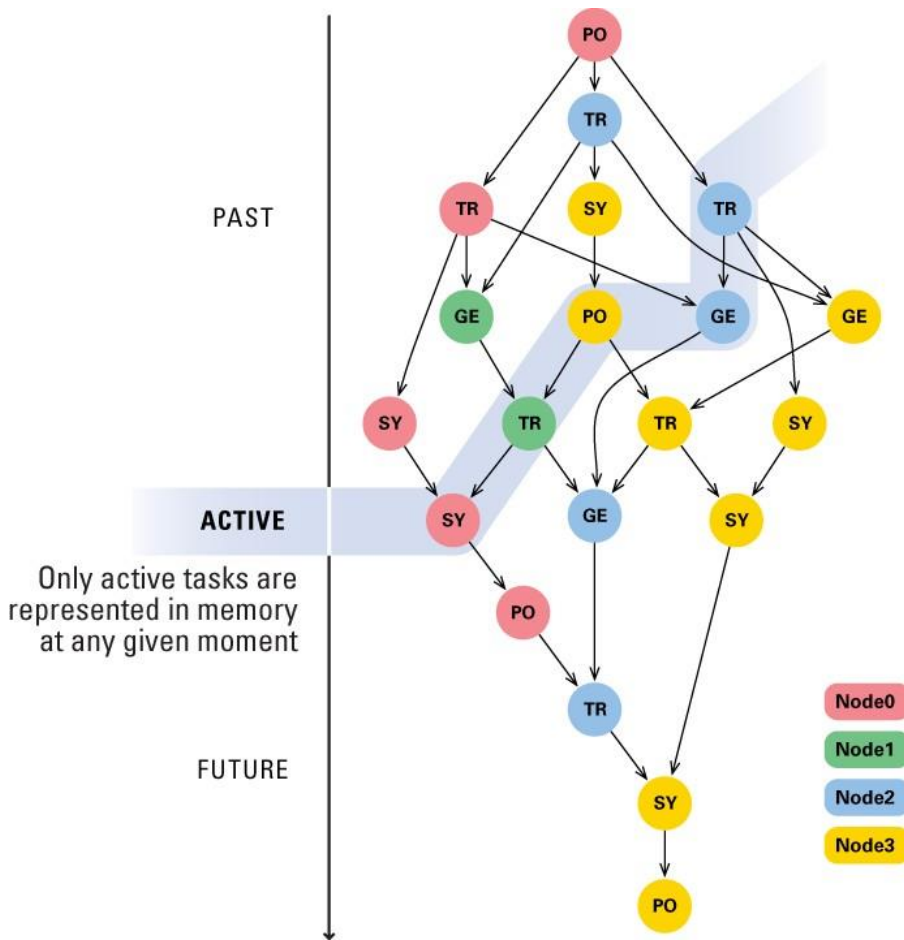 PO
TR
PAST
TR
SY
TR
GE
PO
GE
GE
SY
TR
TR
SY
ACTIVE
SY
GE
SY
Only active tasks are
represented in memory
at any given moment
PO
TR
FUTURE
SY
PO
Node0
Node1
Node2
Node3